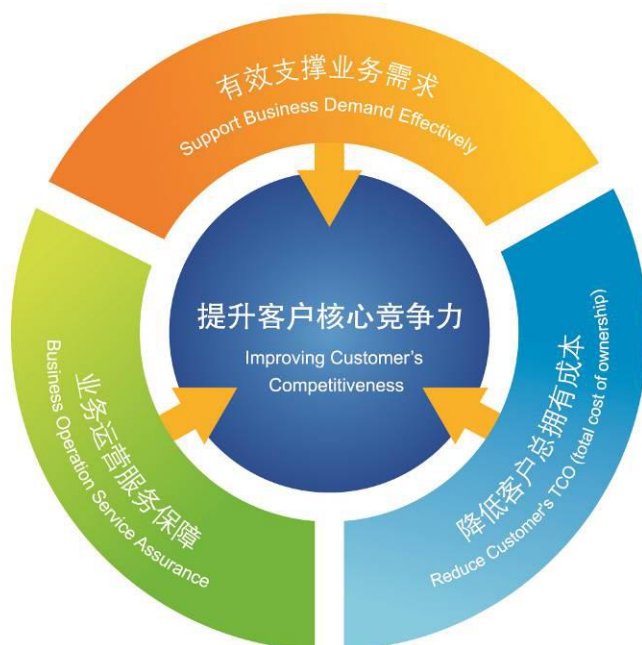 有效支撑业务需求
Support Business Demand Effectively
提升客户核心竞争力
Improving Customer's
Competitiveness
业务运营服务保障
Business Operation Service Assurance
降低客户总拥有成本
Reduce Customer's TCO (total cost of ownership)